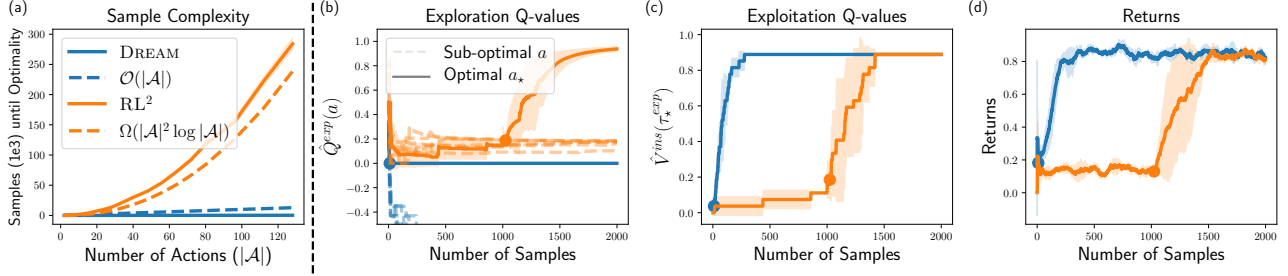 (a)
Sample Complexity
Samples (1e3) until Optimality
300
250
200
150
100
50
0
DREAM
O(|A|)
RL²
Ω(|A|² log |A|)
0 20 40 60 80 100 120
Number of Actions (|A|)
(b)
Exploration Q-values
Q̂^exp(a)
1.0
0.8
0.6
0.4
0.2
0.0
−0.2
−0.4
Sub-optimal a
Optimal a⋆
0 500 1000 1500 2000
Number of Samples
(c)
Exploitation Q-values
V̂^ins(τ⋆^exp)
0.8
0.6
0.4
0.2
0.0
0 500 1000 1500 2000
Number of Samples
(d)
Returns
Returns
1.0
0.8
0.6
0.4
0.2
0.0
0 500 1000 1500 2000
Number of Samples